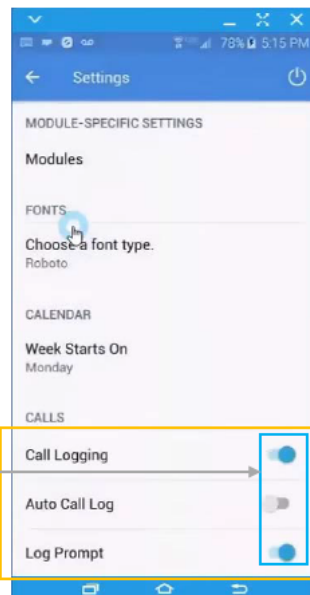 78% 5:15 PM
Settings
MODULE-SPECIFIC SETTINGS
Modules
FONTS
Choose a font type.
Roboto
CALENDAR
Week Starts On
Monday
CALLS
Call Logging
Auto Call Log
Log Prompt